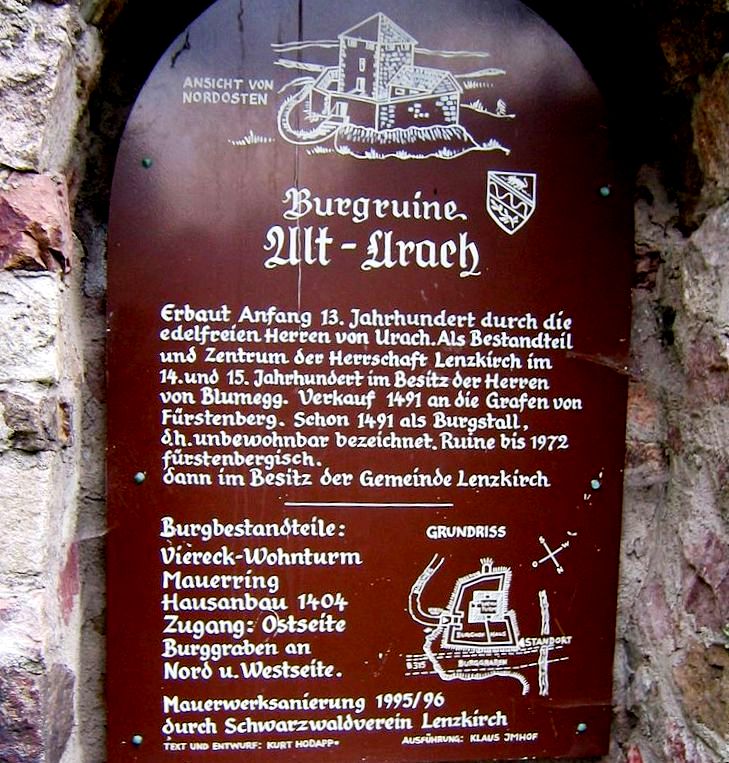 ANSICHT VON
NORDOSTEN
Burgruine
Alt-Urach
Erbaut Anfang 13. Jahrhundert durch die
edelfreien Herren von Urach. Als Bestandteil
und Zentrum der Herrschaft Lenzkirch im
14. und 15. Jahrhundert im Besitz der Herren
von Blumegg. Verkauf 1491 an die Grafen von
Fürstenberg. Schon 1491 als Burgstall,
d.h. unbewohnbar bezeichnet. Ruine bis 1972
fürstenbergisch.
dann im Besitz der Gemeinde Lenzkirch
Burgbestandteile:
Viereck-Wohnturm
Mauerring
Hausanbau 1404
Zugang: Ostseite
Burggraben an
Nord u. Westseite.
GRUNDRISS
STANDORT
B 315
BURGGRABEN
Mauerwerksanierung 1995/96
durch Schwarzwaldverein Lenzkirch
TEXT UND ENTWURF: KURT HODAPP
AUSFÜHRUNG: KLAUS JMHOF